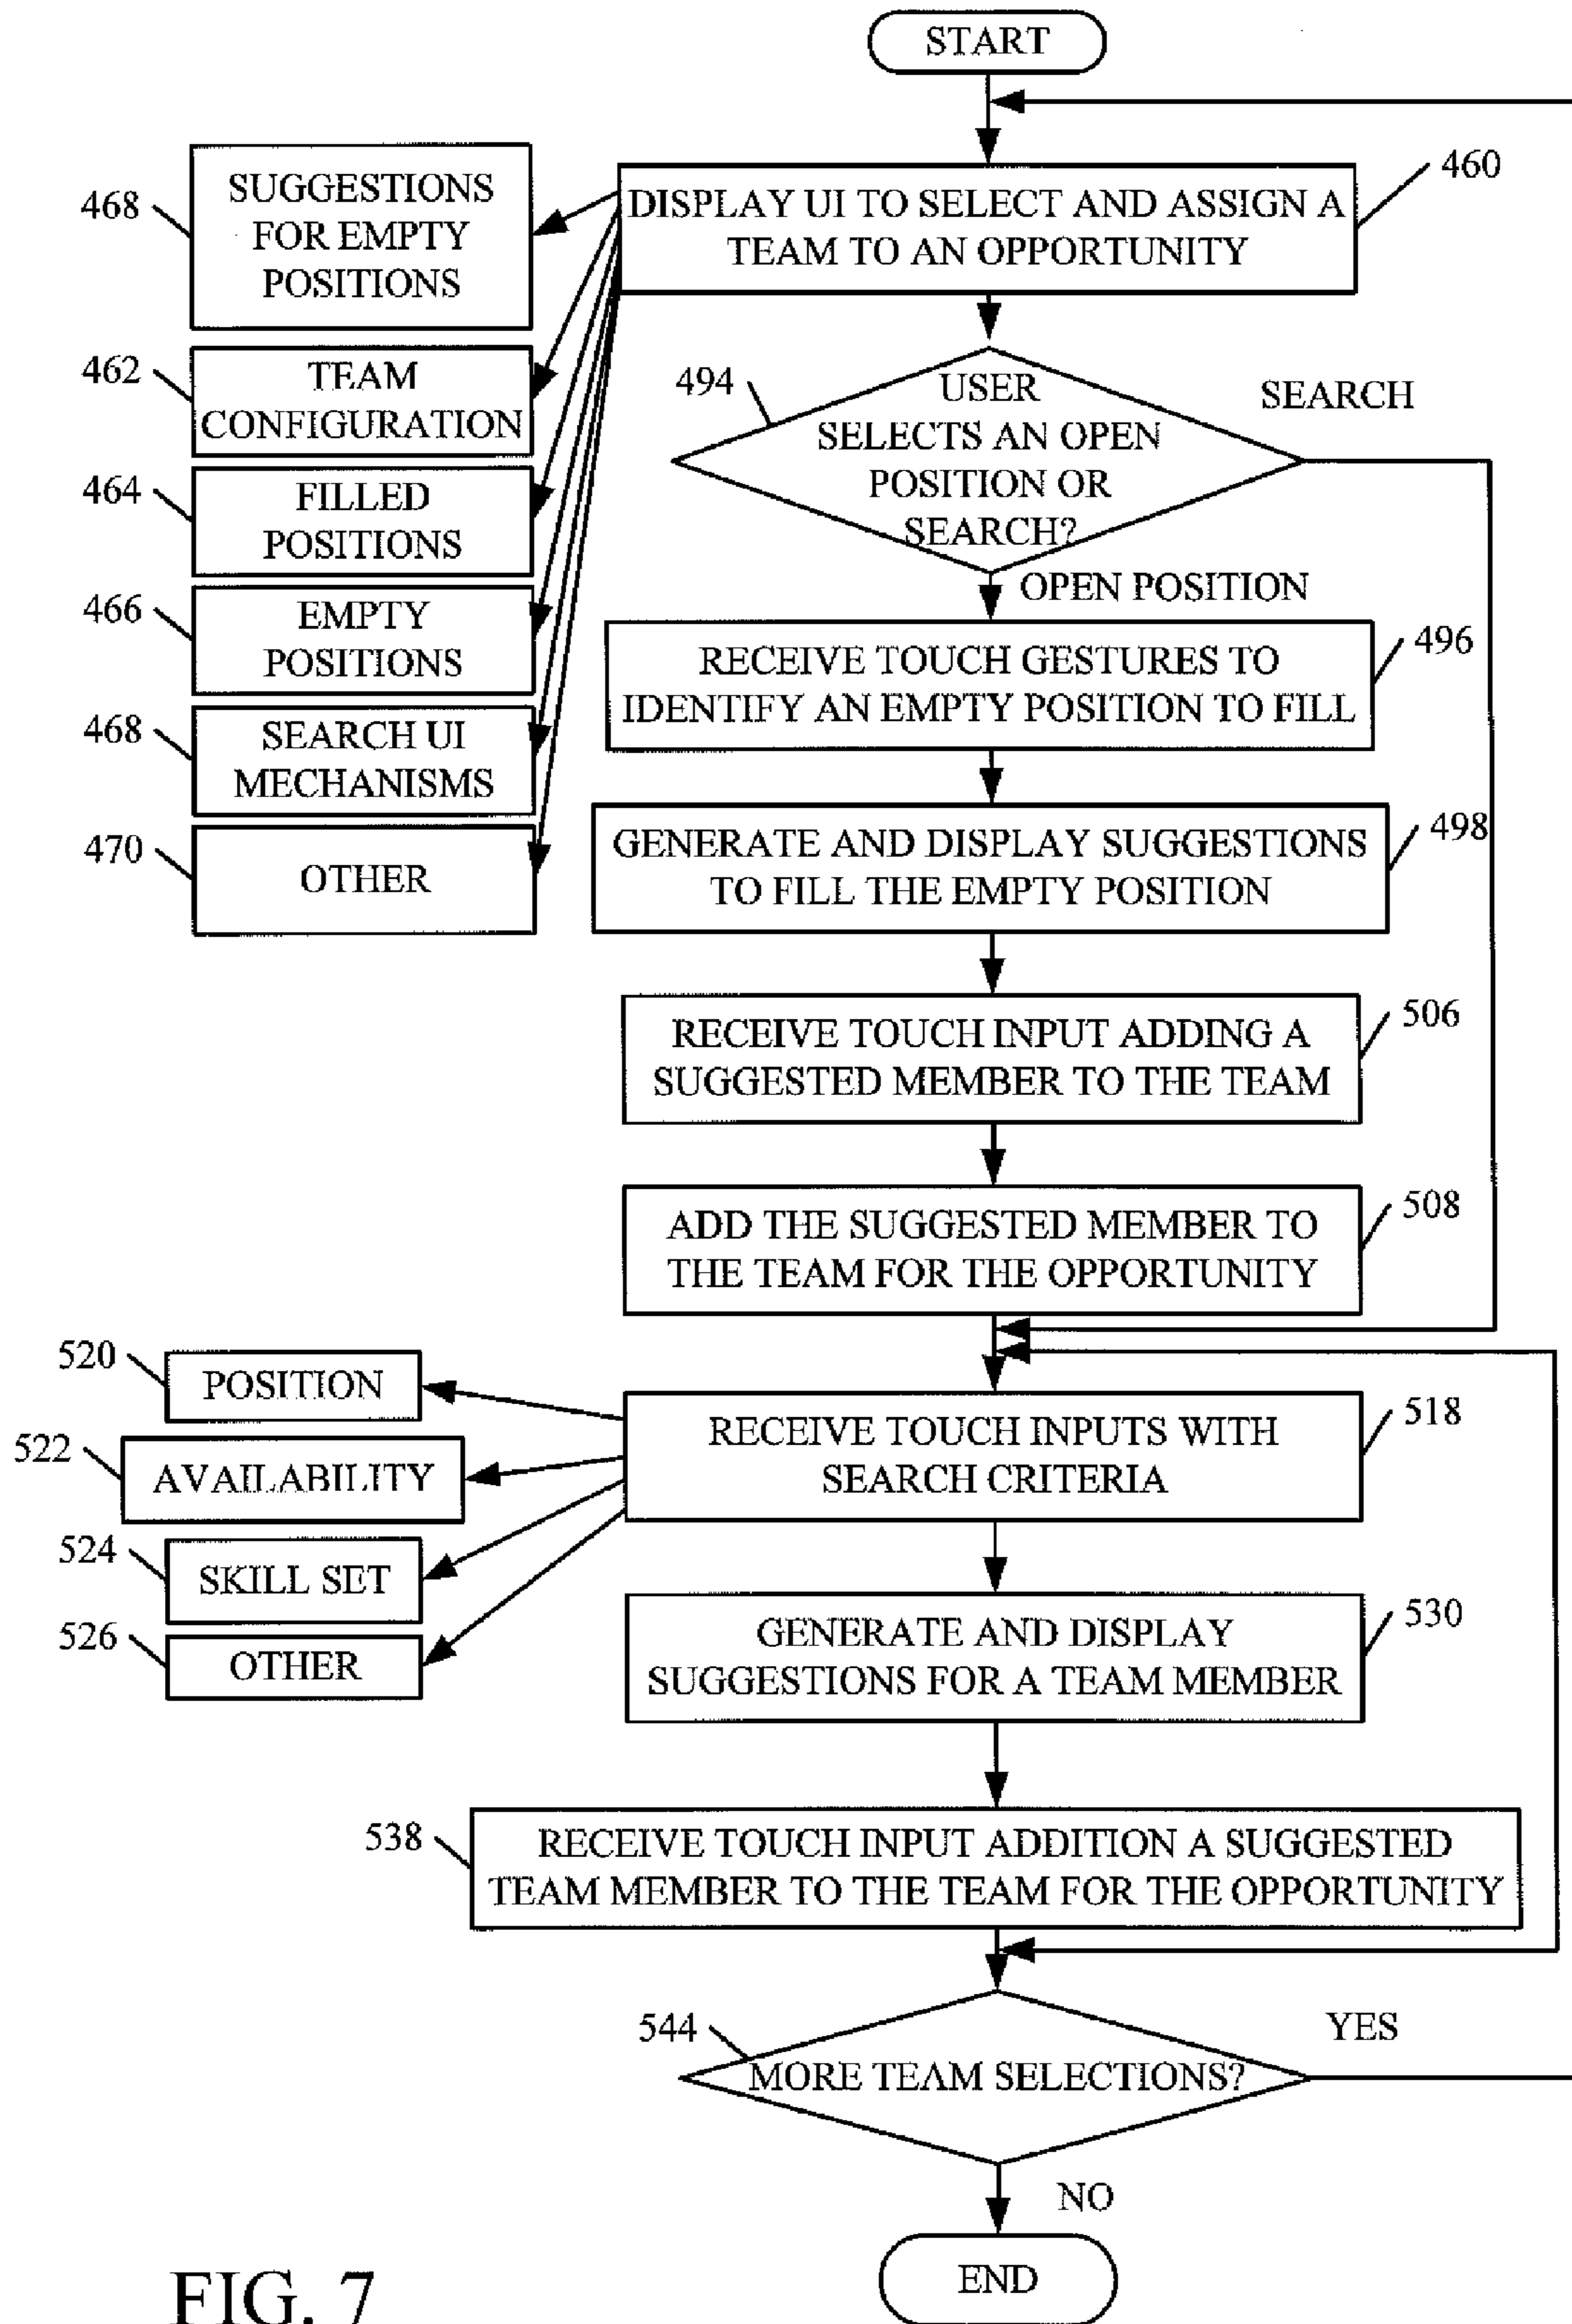 START
460
DISPLAY UI TO SELECT AND ASSIGN A
TEAM TO AN OPPORTUNITY
468
SUGGESTIONS
FOR EMPTY
POSITIONS
462
TEAM
CONFIGURATION
464
FILLED
POSITIONS
466
EMPTY
POSITIONS
468
SEARCH UI
MECHANISMS
470
OTHER
494
USER
SELECTS AN OPEN
POSITION OR
SEARCH?
SEARCH
OPEN POSITION
RECEIVE TOUCH GESTURES TO
IDENTIFY AN EMPTY POSITION TO FILL
496
GENERATE AND DISPLAY SUGGESTIONS
TO FILL THE EMPTY POSITION
498
RECEIVE TOUCH INPUT ADDING A
SUGGESTED MEMBER TO THE TEAM
506
ADD THE SUGGESTED MEMBER TO
THE TEAM FOR THE OPPORTUNITY
508
RECEIVE TOUCH INPUTS WITH
SEARCH CRITERIA
518
520
POSITION
522
AVAILABILITY
524
SKILL SET
526
OTHER
GENERATE AND DISPLAY
SUGGESTIONS FOR A TEAM MEMBER
530
538
RECEIVE TOUCH INPUT ADDITION A SUGGESTED
TEAM MEMBER TO THE TEAM FOR THE OPPORTUNITY
544
MORE TEAM SELECTIONS?
YES
NO
END
FIG. 7